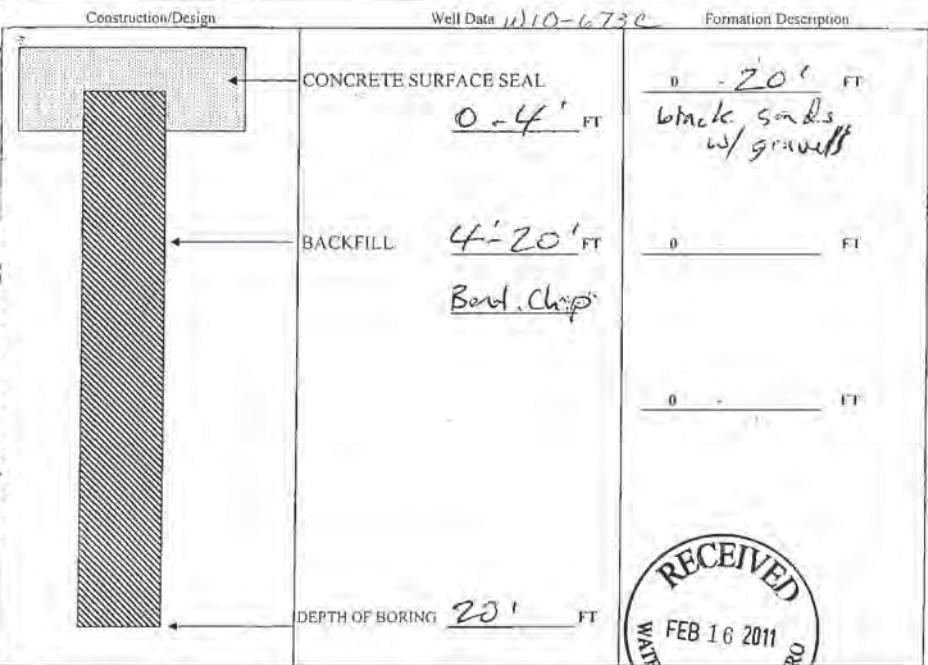 Construction/Design Well Data W10-673C Formation Description
CONCRETE SURFACE SEAL
0-4' FT
0 - 20' FT
black sands
w/ gravels
BACKFILL 4'-20' FT
0 - FT
Bent. Chip
0 - FT
DEPTH OF BORING 20' FT
RECEIVED
FEB 16 2011